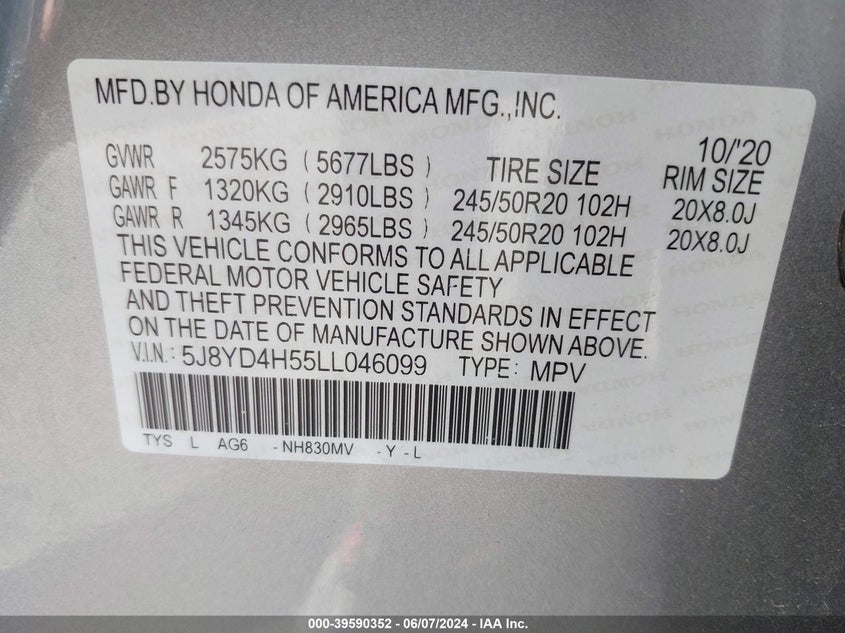 MFD.BY HONDA OF AMERICA MFG.,INC.
10/'20
GVWR 2575KG (5677LBS) TIRE SIZE RIM SIZE
GAWR F 1320KG (2910LBS) 245/50R20 102H 20X8.0J
GAWR R 1345KG (2965LBS) 245/50R20 102H 20X8.0J
THIS VEHICLE CONFORMS TO ALL APPLICABLE
FEDERAL MOTOR VEHICLE SAFETY
AND THEFT PREVENTION STANDARDS IN EFFECT
ON THE DATE OF MANUFACTURE SHOWN ABOVE.
V.I.N.: 5J8YD4H55LL046099 TYPE: MPV
TYS L AG6 -NH830MV -Y -L
000-39590352 - 06/07/2024 - IAA Inc.